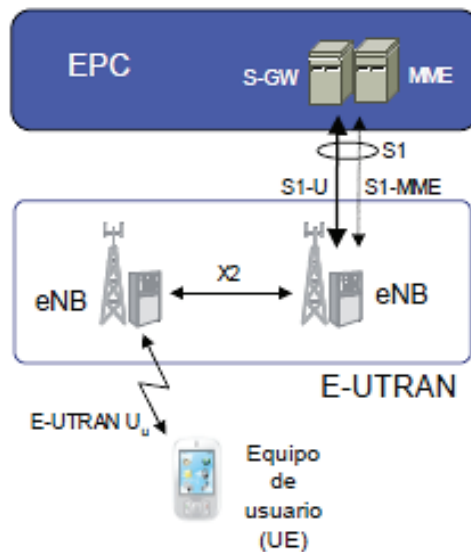 EPC
S-GW
MME
S1
S1-U
S1-MME
X2
eNB
eNB
E-UTRAN
E-UTRAN Uu
Equipo
de
usuario
(UE)